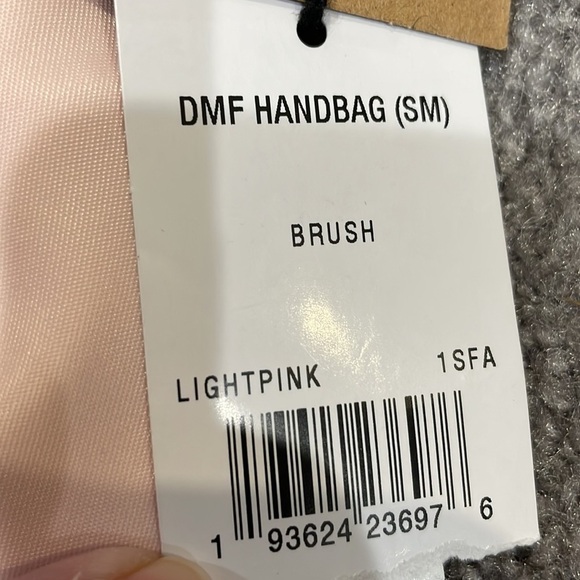 DMF HANDBAG (SM)
BRUSH
LIGHTPINK 1SFA
1 93624 23697 6